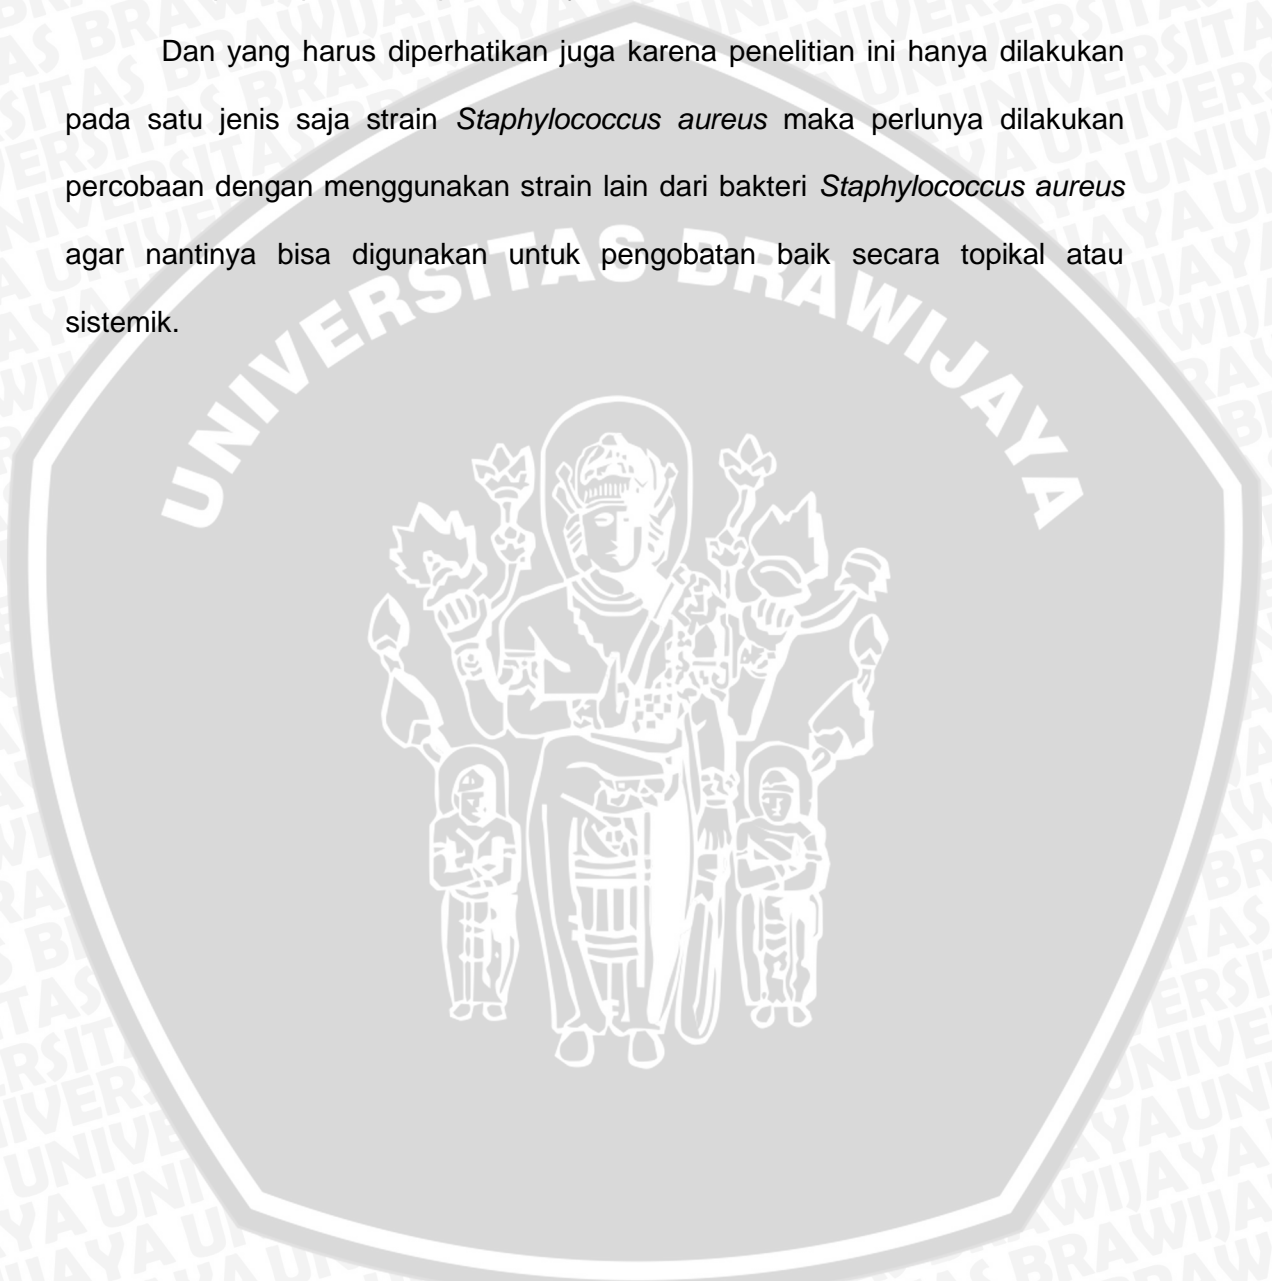 Dan yang harus diperhatikan juga karena penelitian ini hanya dilakukan
pada satu jenis saja strain Staphylococcus aureus maka perlunya dilakukan
percobaan dengan menggunakan strain lain dari bakteri Staphylococcus aureus
agar nantinya bisa digunakan untuk pengobatan baik secara topikal atau
sistemik.
UNIVERSITAS BRAWIJAYA